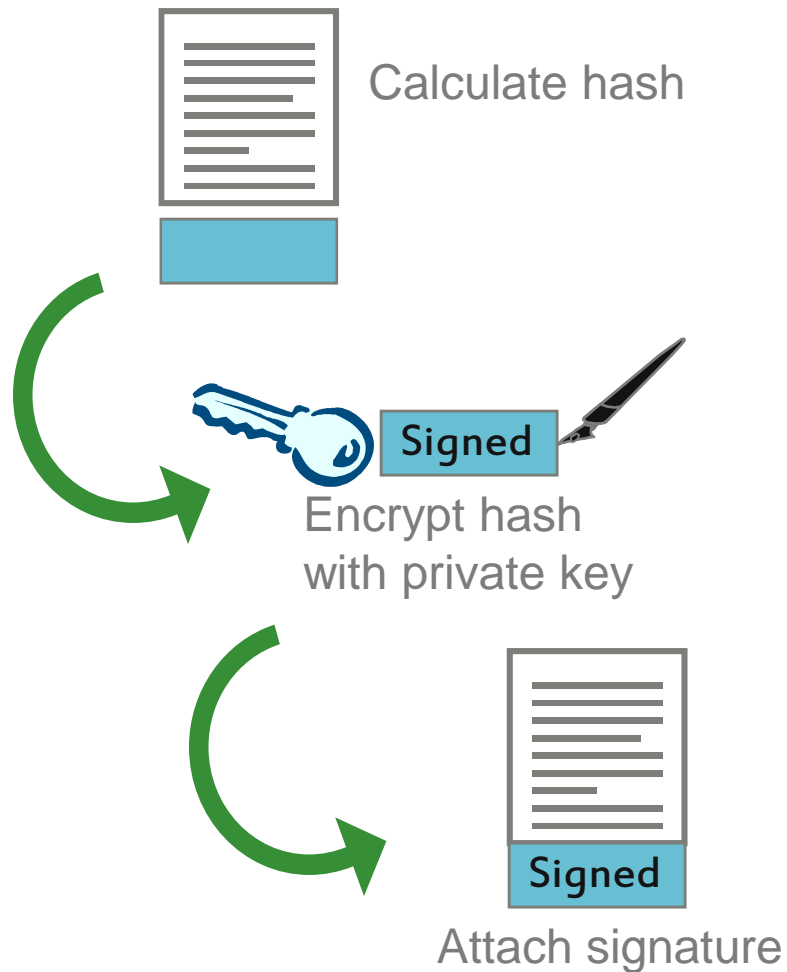 Calculate hash
Signed
Encrypt hash
with private key
Signed
Attach signature